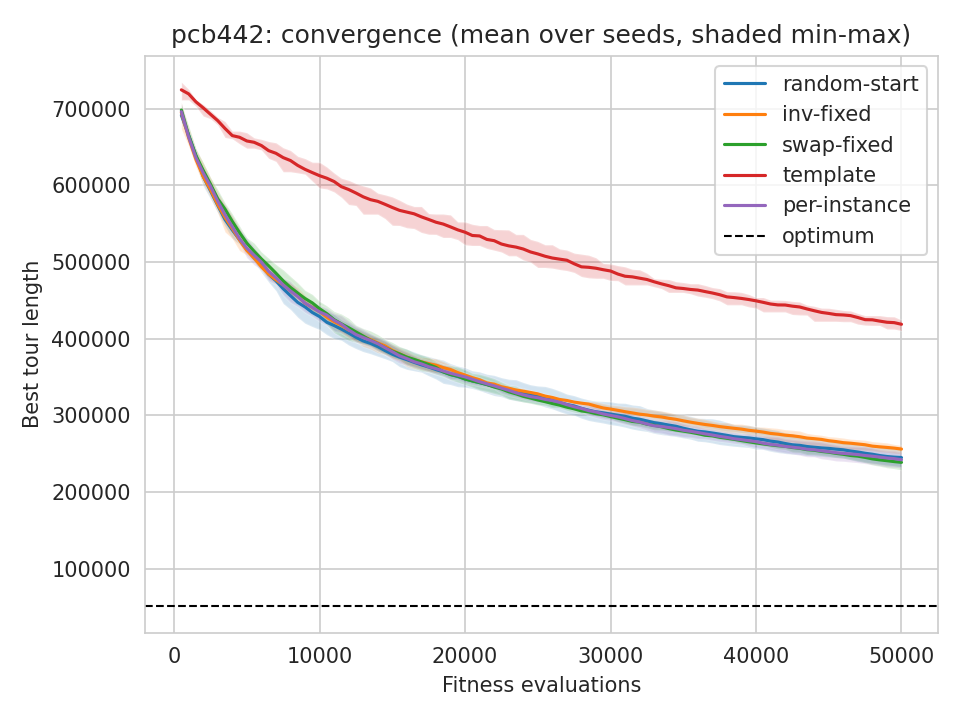 pcb442: convergence (mean over seeds, shaded min-max)
random-start
inv-fixed
swap-fixed
template
per-instance
optimum
Best tour length
700000
600000
500000
400000
300000
200000
100000
0 10000 20000 30000 40000 50000
Fitness evaluations